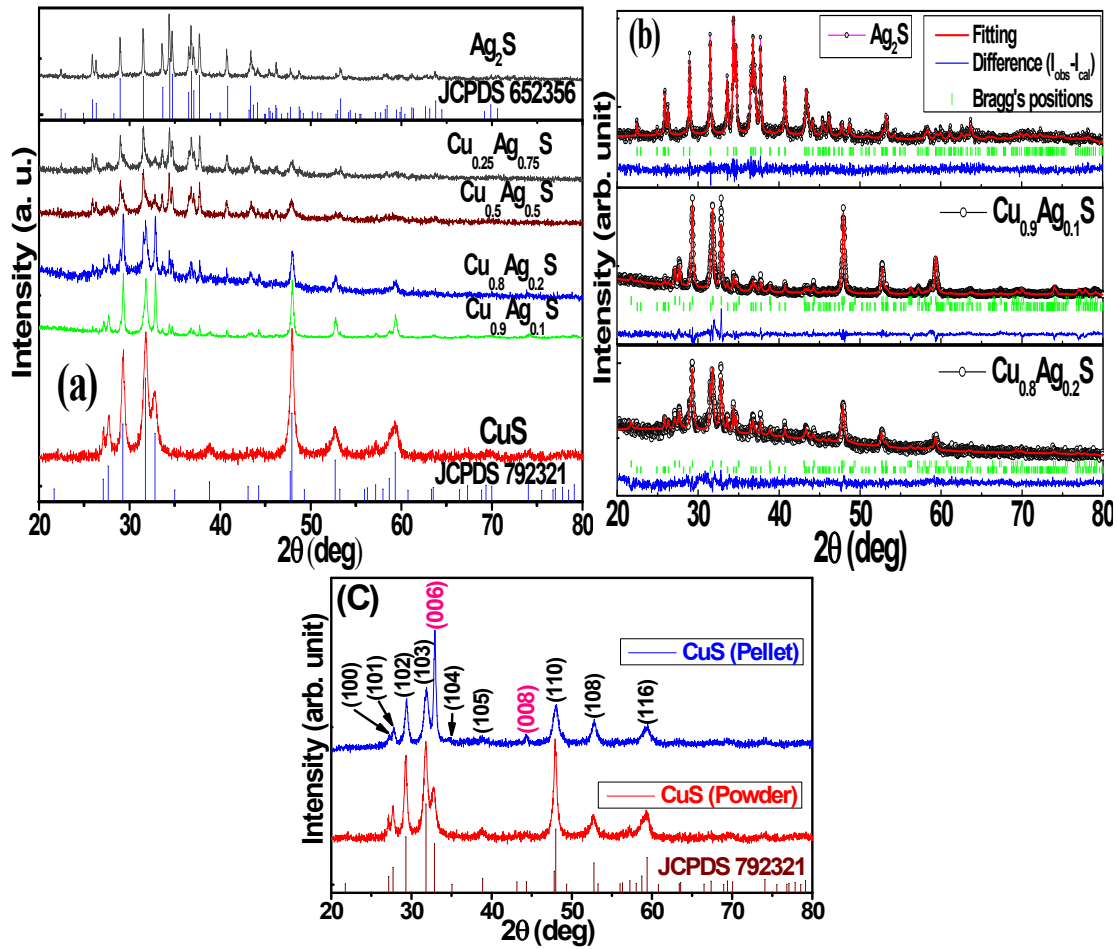 Ag2S
JCPDS 652356
Cu0.25Ag0.75S
Cu0.5Ag0.5S
Cu0.8Ag0.2S
Cu0.9Ag0.1S
(a)
CuS
JCPDS 792321
Intensity (a. u.)
20 30 40 50 60 70 80
2θ (deg)
(b)
Ag2S
Fitting
Difference (Iobs-Ical)
Bragg's positions
Cu0.9Ag0.1S
Cu0.8Ag0.2S
Intensity (arb. unit)
20 30 40 50 60 70 80
2θ (deg)
(C)
(100)
(101)
(102)
(103)
(006)
(104)
(105)
(008)
(110)
(108)
(116)
CuS (Pellet)
CuS (Powder)
JCPDS 792321
Intensity (arb. unit)
20 30 40 50 60 70 80
2θ (deg)